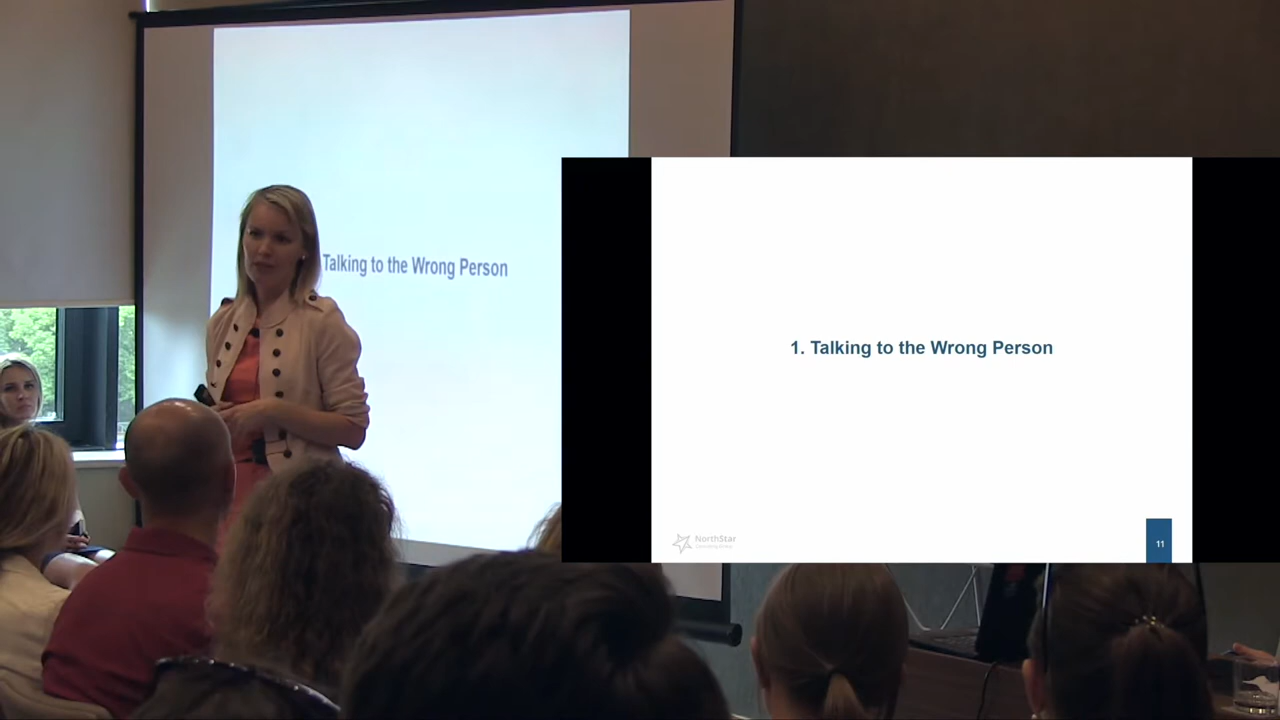 Talking to the Wrong Person
1. Talking to the Wrong Person
NorthStar
11